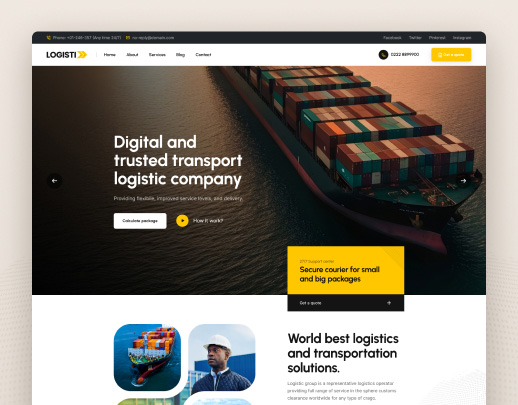 Phone: +01-246-357 (Any time 24/7) no-reply@domain.com Facebook Twitter Pinterest Instagram
LOGISTI Home About Services Blog Contact 0222 8899900 Get a quote
Digital and
trusted transport
logistic company
Providing flexible, improved service levels, and delivery.
Calculate package How it work?
27/7 Support center
Secure courier for small
and big packages
Get a quote
World best logistics
and transportation
solutions.
Logistic group is a representative logistics operator
providing full range of service in the sphere customs
clearance worldwide for any type of cargo.